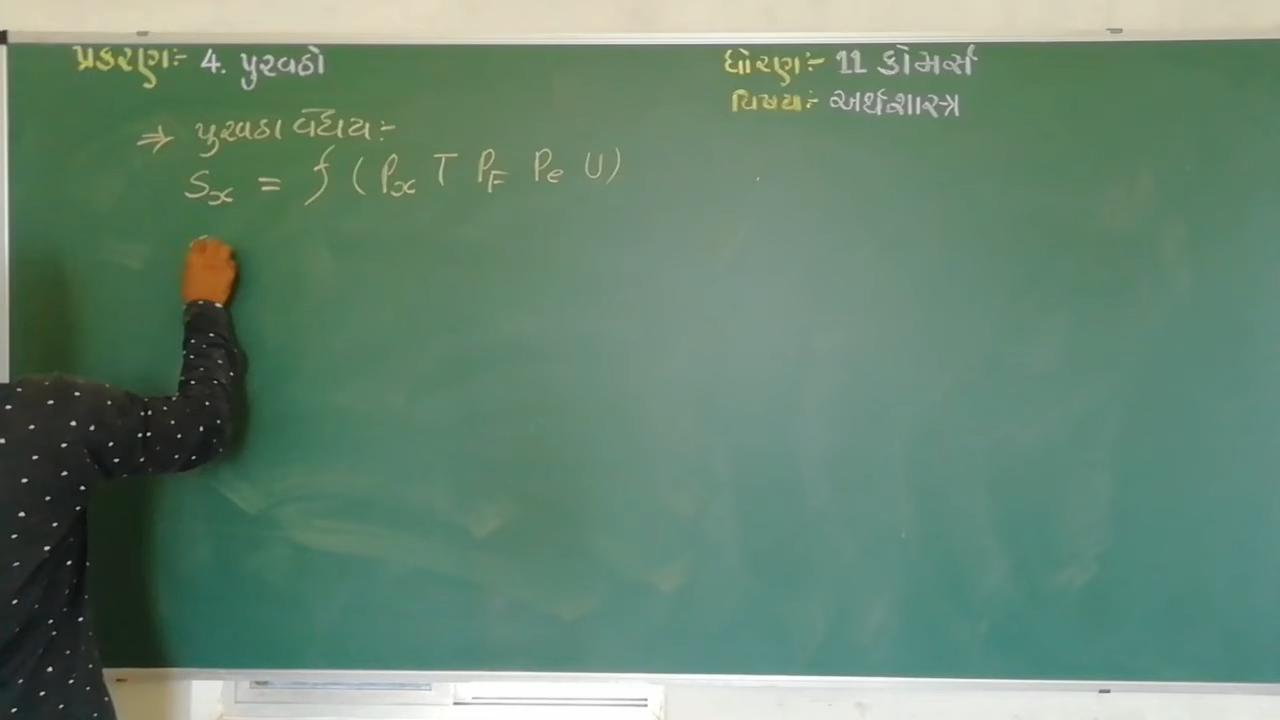 પ્રકરણઃ- 4. પુરવઠો
ધોરણઃ- 11 કોમર્સ
વિષયઃ- અર્થશાસ્ત્ર
⇒ પુરવઠા વિધેયઃ-
Sx = f (Px T PF Pe U)